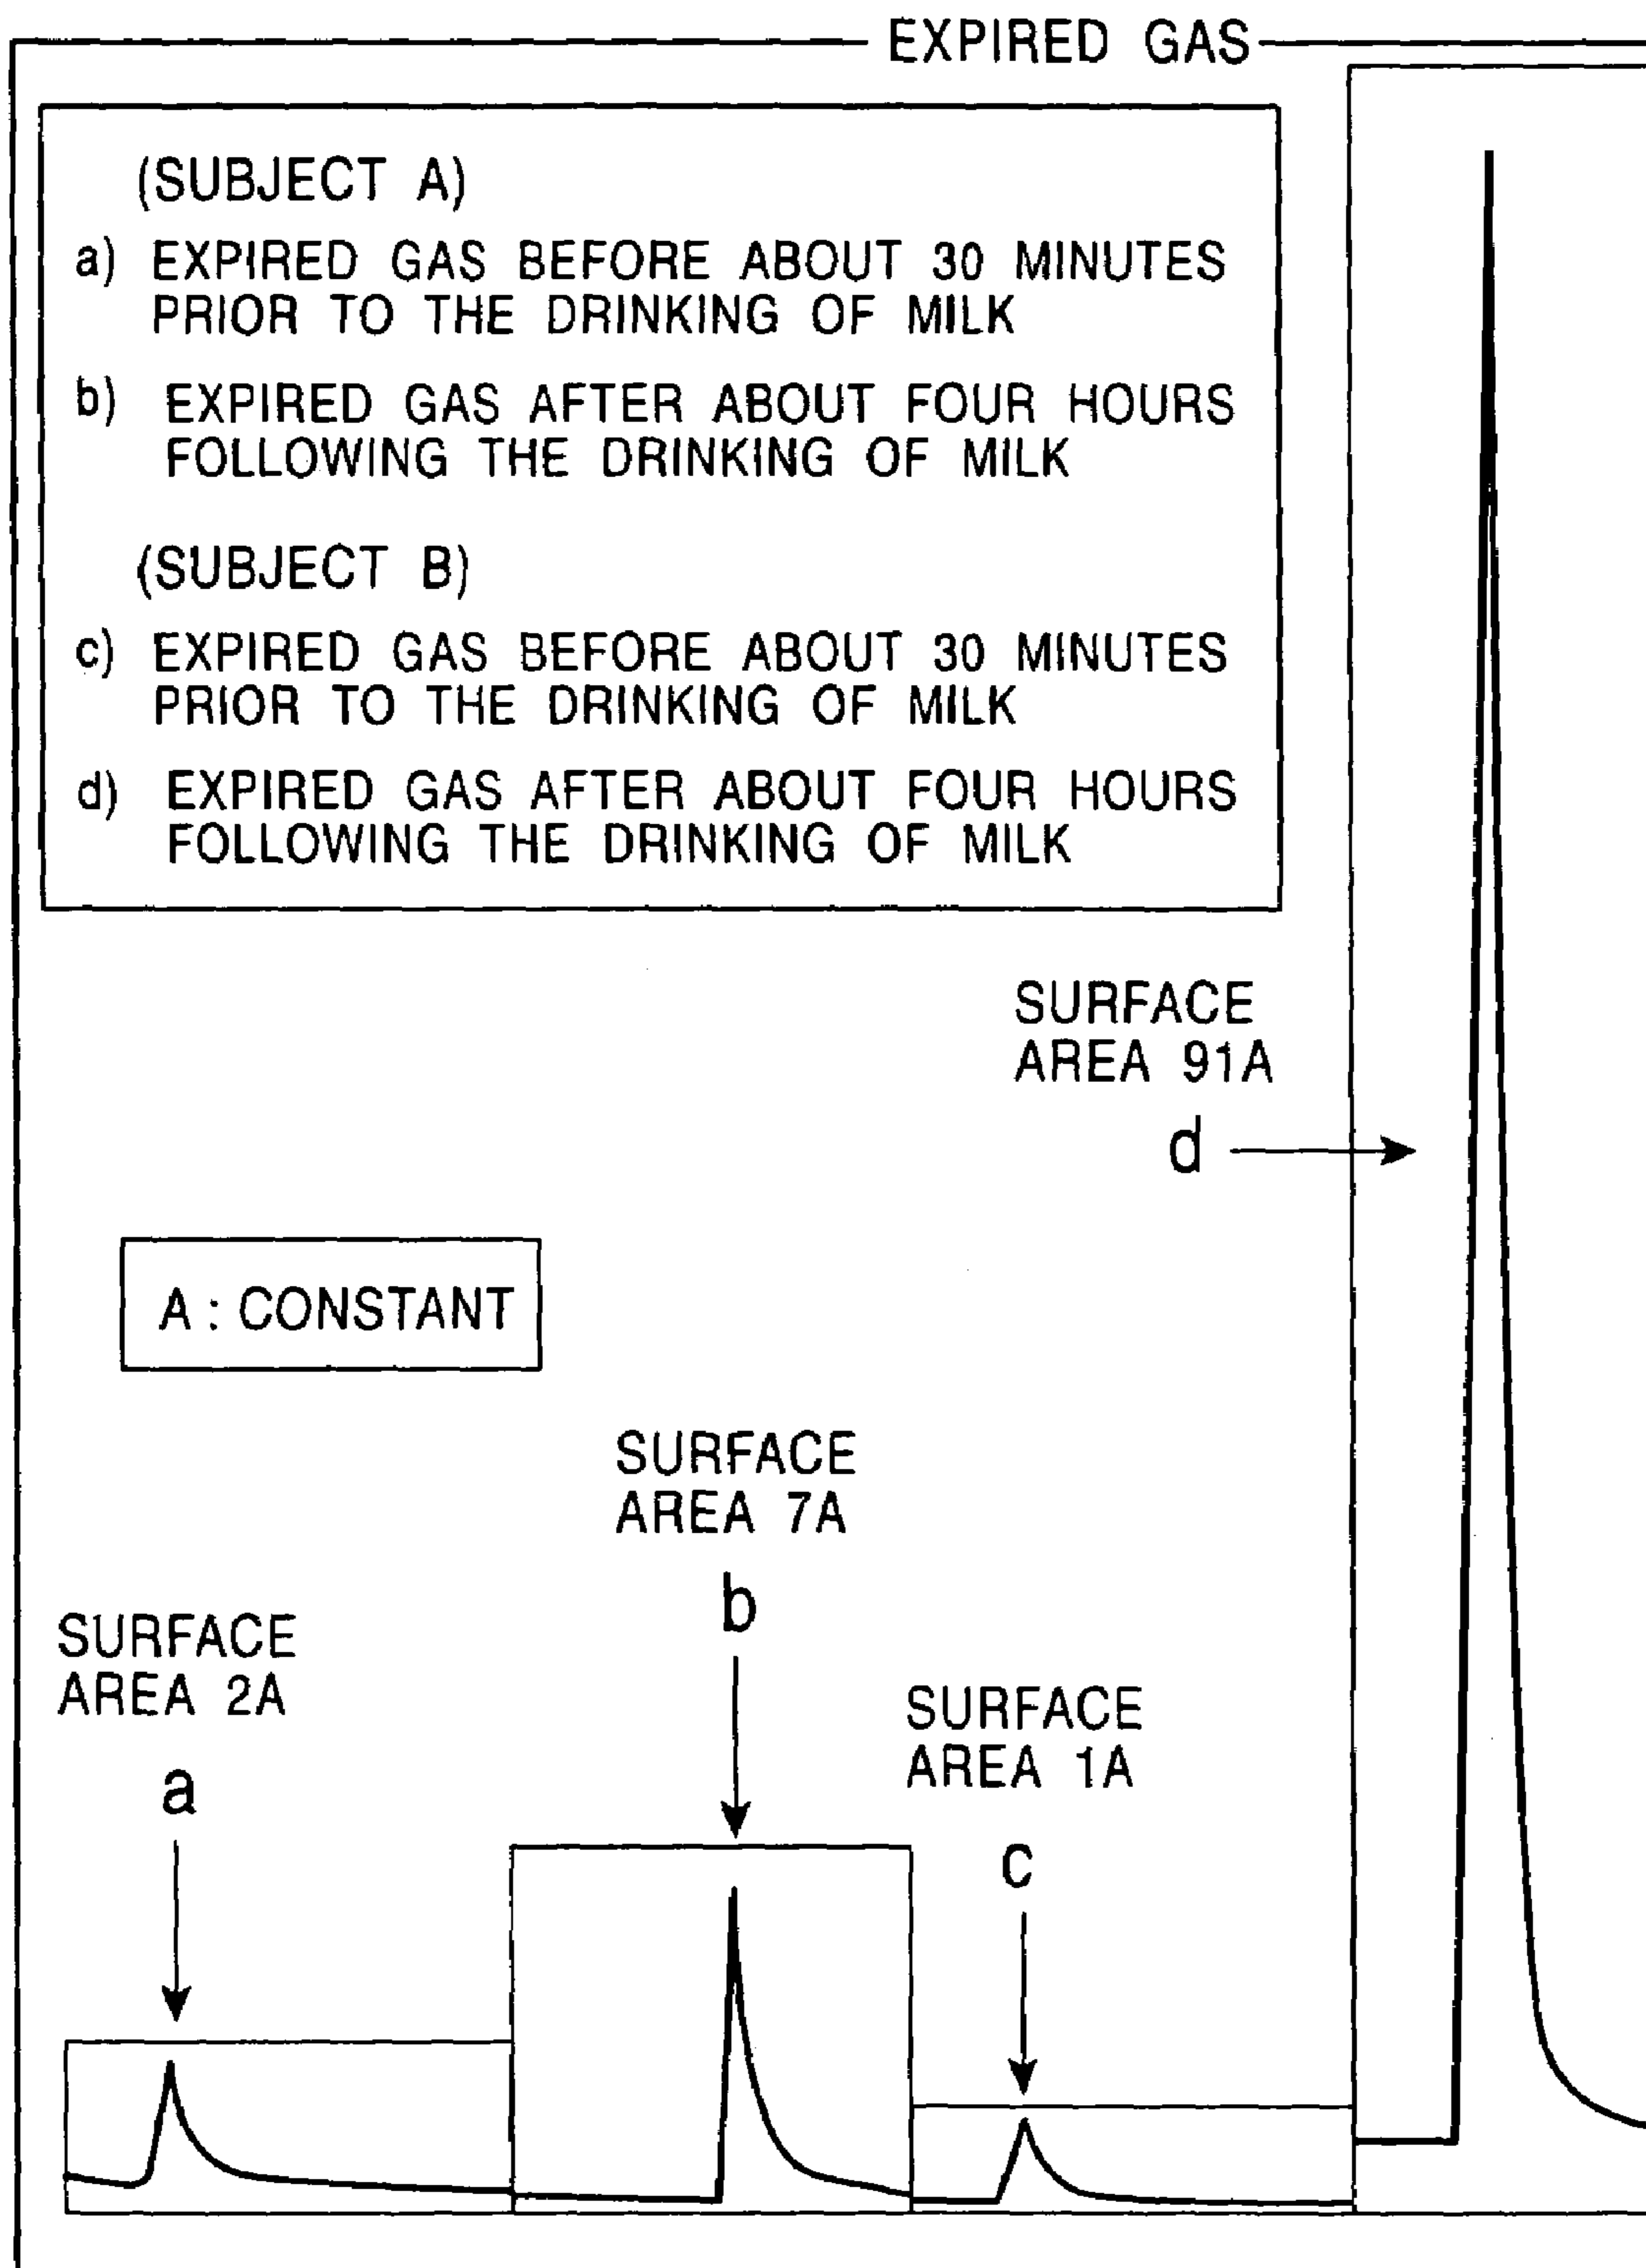 EXPIRED GAS
(SUBJECT A)
a) EXPIRED GAS BEFORE ABOUT 30 MINUTES
PRIOR TO THE DRINKING OF MILK
b) EXPIRED GAS AFTER ABOUT FOUR HOURS
FOLLOWING THE DRINKING OF MILK
(SUBJECT B)
c) EXPIRED GAS BEFORE ABOUT 30 MINUTES
PRIOR TO THE DRINKING OF MILK
d) EXPIRED GAS AFTER ABOUT FOUR HOURS
FOLLOWING THE DRINKING OF MILK
SURFACE
AREA 91A
d
A : CONSTANT
SURFACE
AREA 7A
b
SURFACE
AREA 2A
a
SURFACE
AREA 1A
c